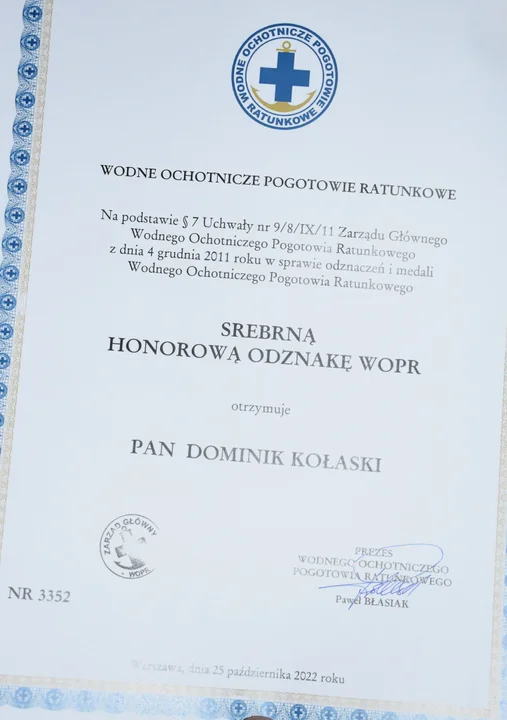 WODNE OCHOTNICZE POGOTOWIE RATUNKOWE
WODNE OCHOTNICZE POGOTOWIE RATUNKOWE
Na podstawie § 7 Uchwały nr 9/8/IX/11 Zarządu Głównego
Wodnego Ochotniczego Pogotowia Ratunkowego
z dnia 4 grudnia 2011 roku w sprawie odznaczeń i medali
Wodnego Ochotniczego Pogotowia Ratunkowego
SREBRNĄ
HONOROWĄ ODZNAKĘ WOPR
otrzymuje
PAN DOMINIK KOŁASKI
ZARZĄD GŁÓWNY
WOPR
PREZES
WODNEGO OCHOTNICZEGO
POGOTOWIA RATUNKOWEGO
Paweł BŁASIAK
NR 3352
Warszawa, dnia 25 października 2022 roku